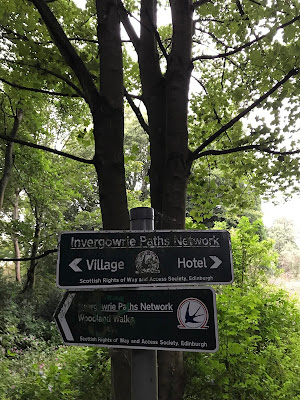 Invergowrie Paths Network
Village Hotel
Scottish Rights of Way and Access Society, Edinburgh
Invergowrie Paths Network
Woodland Walks
Scottish Rights of Way and Access Society, Edinburgh